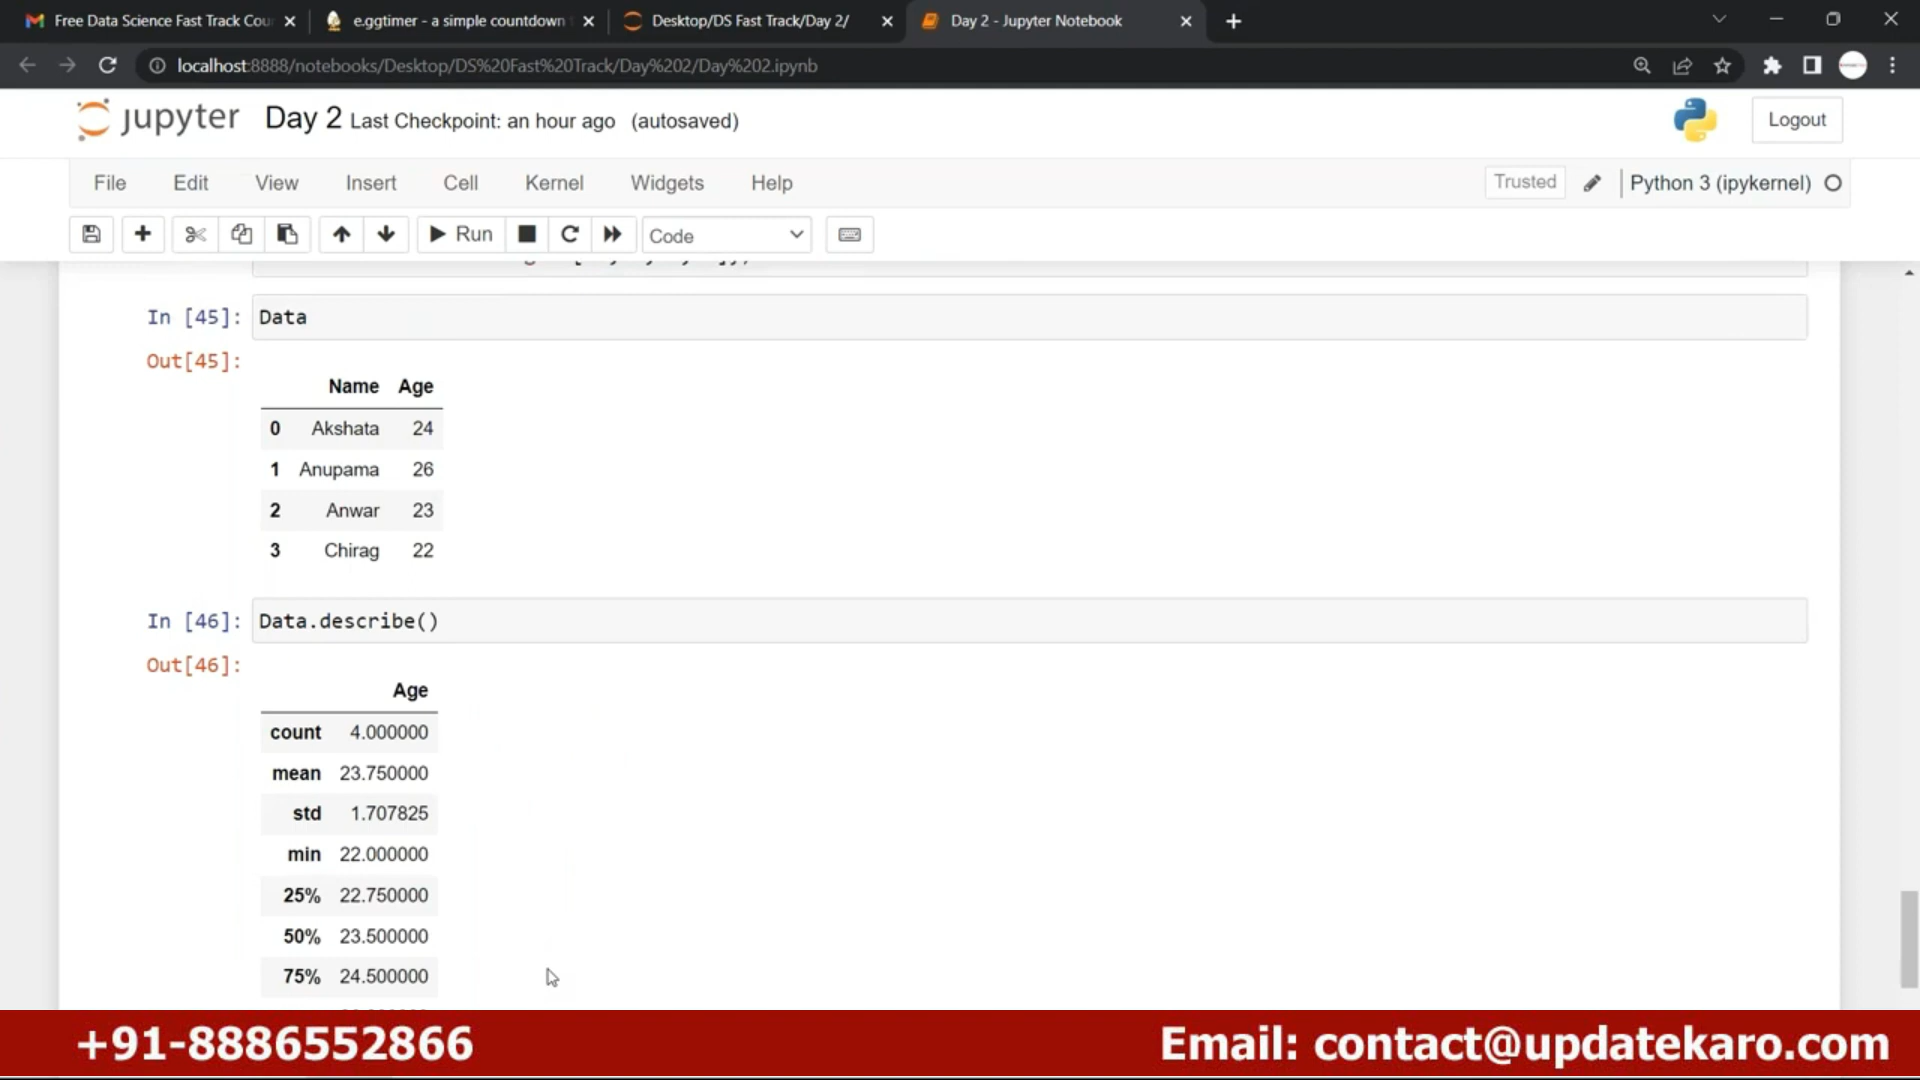 Free Data Science Fast Track Cou
e.ggtimer - a simple countdown
Desktop/DS Fast Track/Day 2/
Day 2 - Jupyter Notebook
localhost:8888/notebooks/Desktop/DS%20Fast%20Track/Day%202/Day%202.ipynb
jupyter Day 2 Last Checkpoint: an hour ago (autosaved)
Logout
File Edit View Insert Cell Kernel Widgets Help
Trusted
Python 3 (ipykernel)
Run
Code
In [45]: Data
Out[45]:
Name Age
0 Akshata 24
1 Anupama 26
2 Anwar 23
3 Chirag 22
In [46]: Data.describe()
Out[46]:
Age
count 4.000000
mean 23.750000
std 1.707825
min 22.000000
25% 22.750000
50% 23.500000
75% 24.500000
+91-8886552866
Email: contact@updatekaro.com